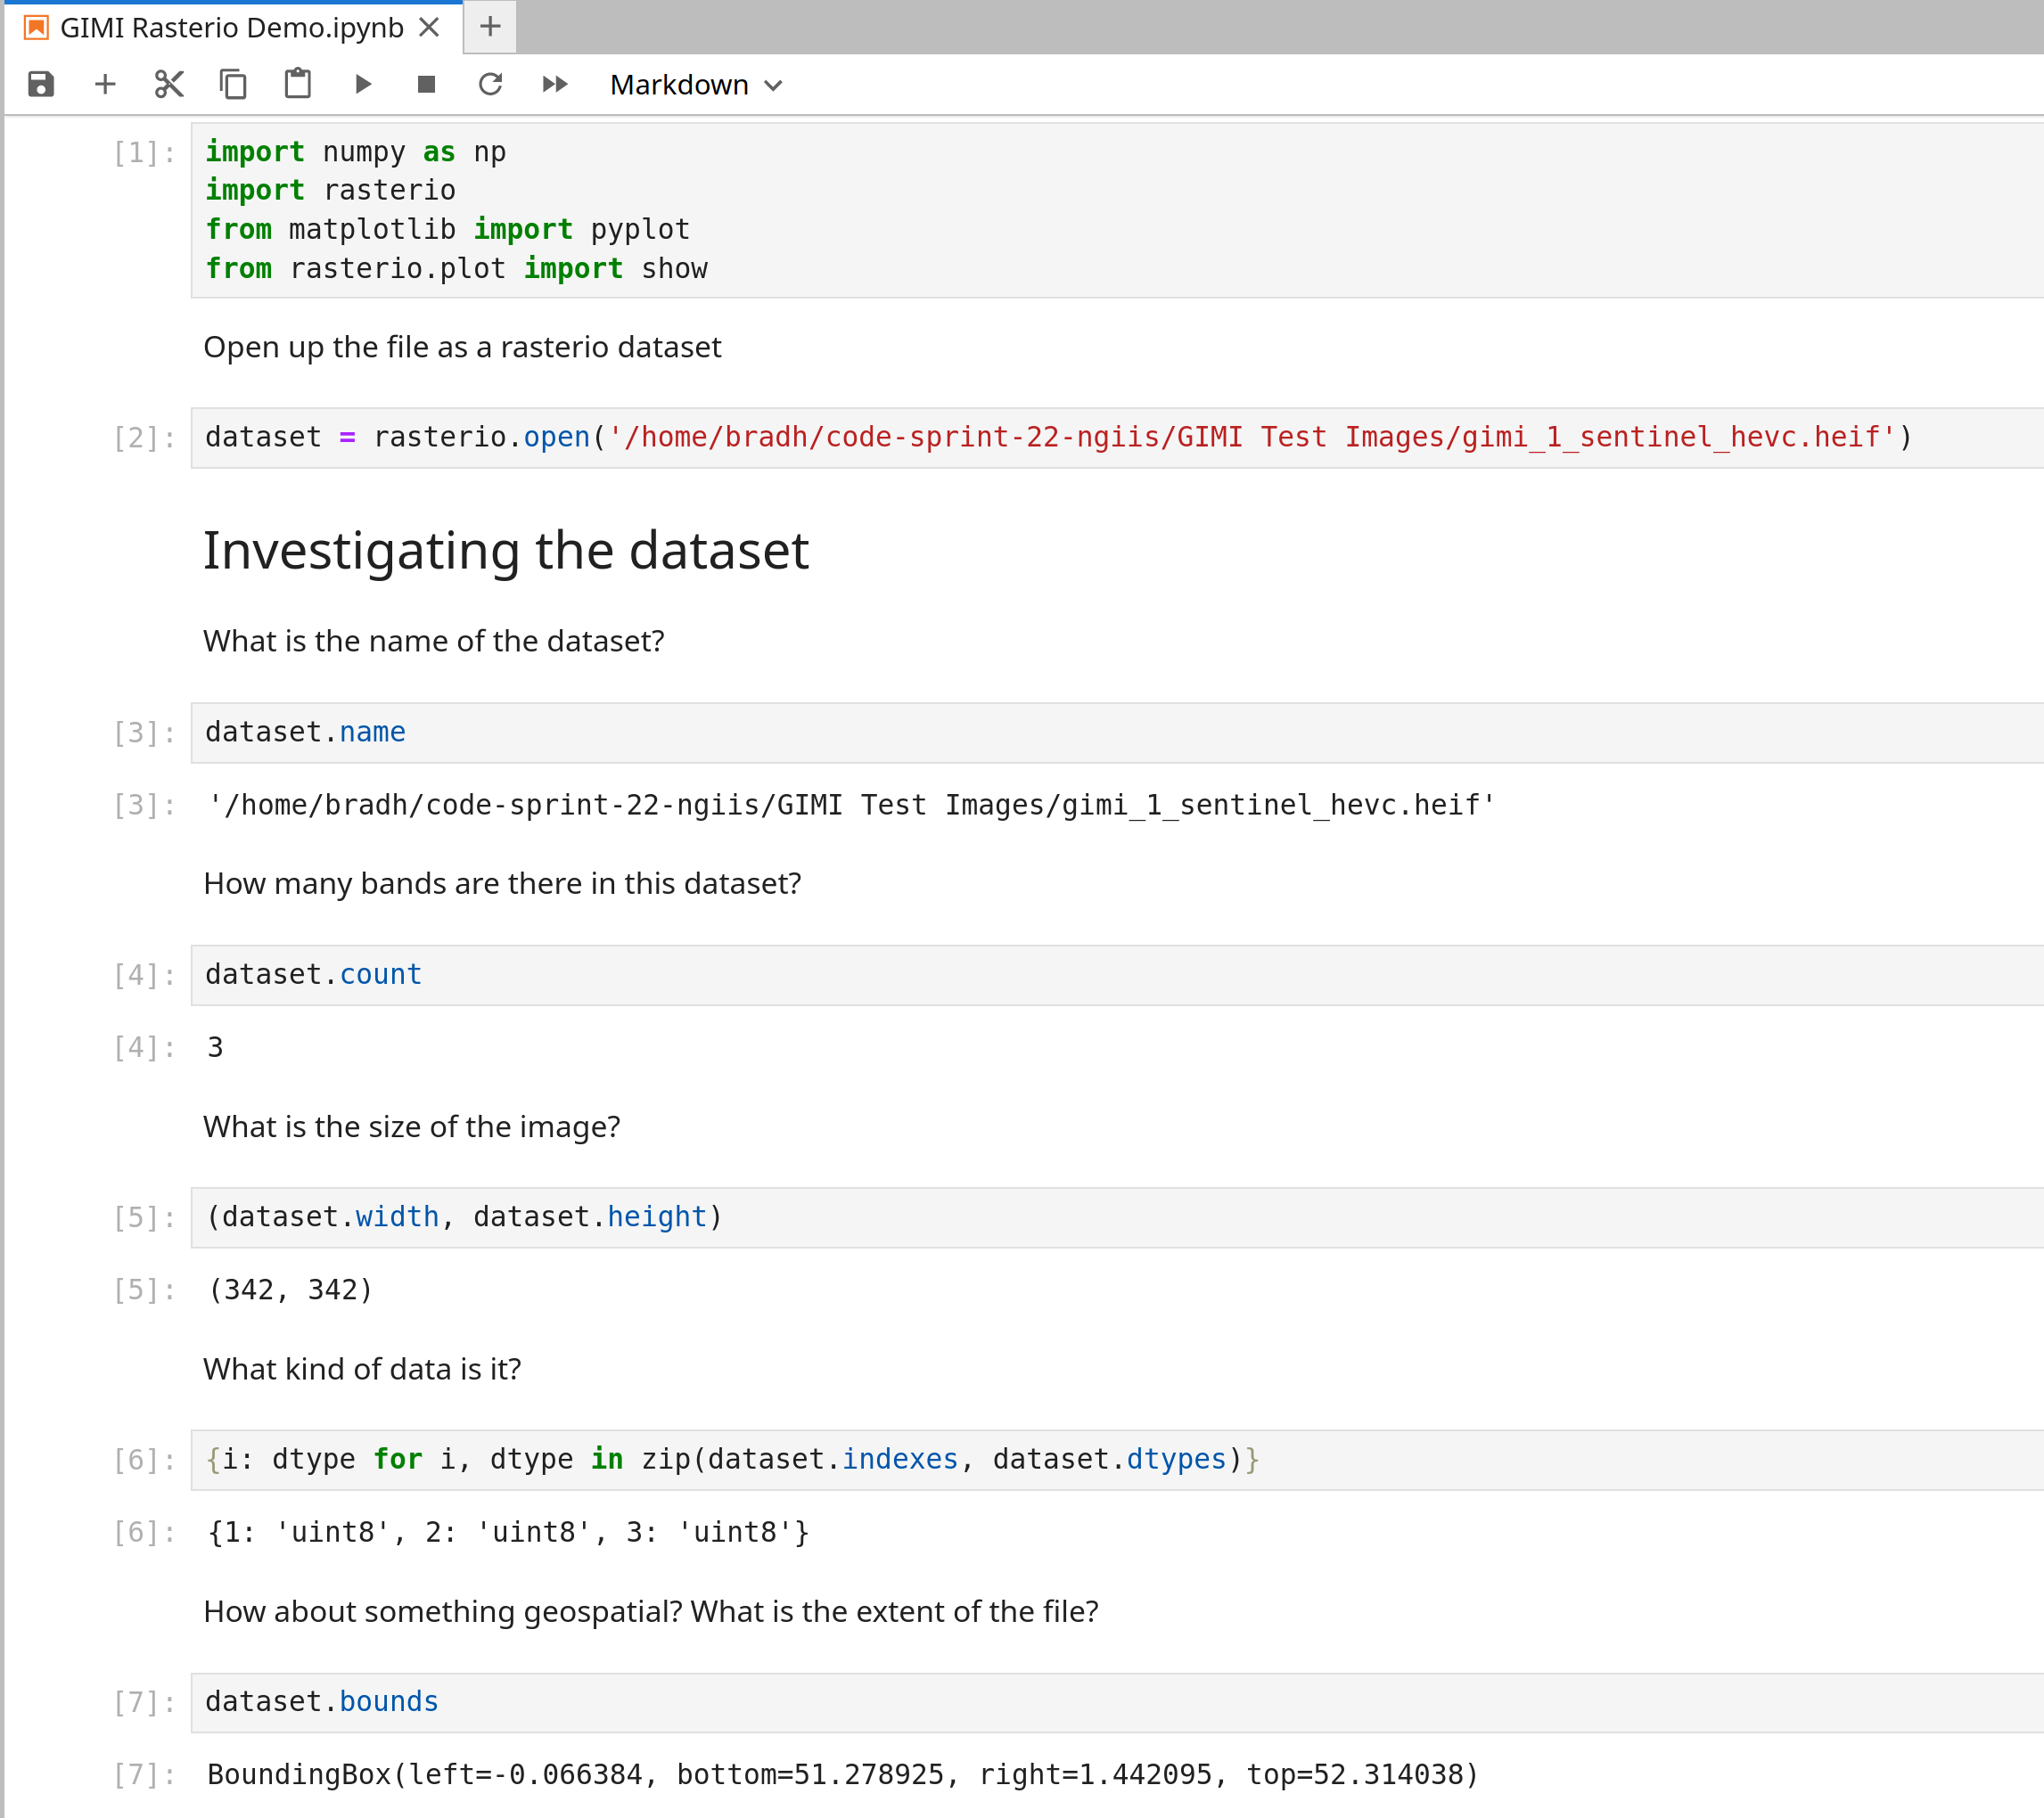 GIMI Rasterio Demo.ipynb
Markdown
[1]: import numpy as np
import rasterio
from matplotlib import pyplot
from rasterio.plot import show
Open up the file as a rasterio dataset
[2]: dataset = rasterio.open('/home/bradh/code-sprint-22-ngiis/GIMI Test Images/gimi_1_sentinel_hevc.heif')
Investigating the dataset
What is the name of the dataset?
[3]: dataset.name
[3]: '/home/bradh/code-sprint-22-ngiis/GIMI Test Images/gimi_1_sentinel_hevc.heif'
How many bands are there in this dataset?
[4]: dataset.count
[4]: 3
What is the size of the image?
[5]: (dataset.width, dataset.height)
[5]: (342, 342)
What kind of data is it?
[6]: {i: dtype for i, dtype in zip(dataset.indexes, dataset.dtypes)}
[6]: {1: 'uint8', 2: 'uint8', 3: 'uint8'}
How about something geospatial? What is the extent of the file?
[7]: dataset.bounds
[7]: BoundingBox(left=-0.066384, bottom=51.278925, right=1.442095, top=52.314038)